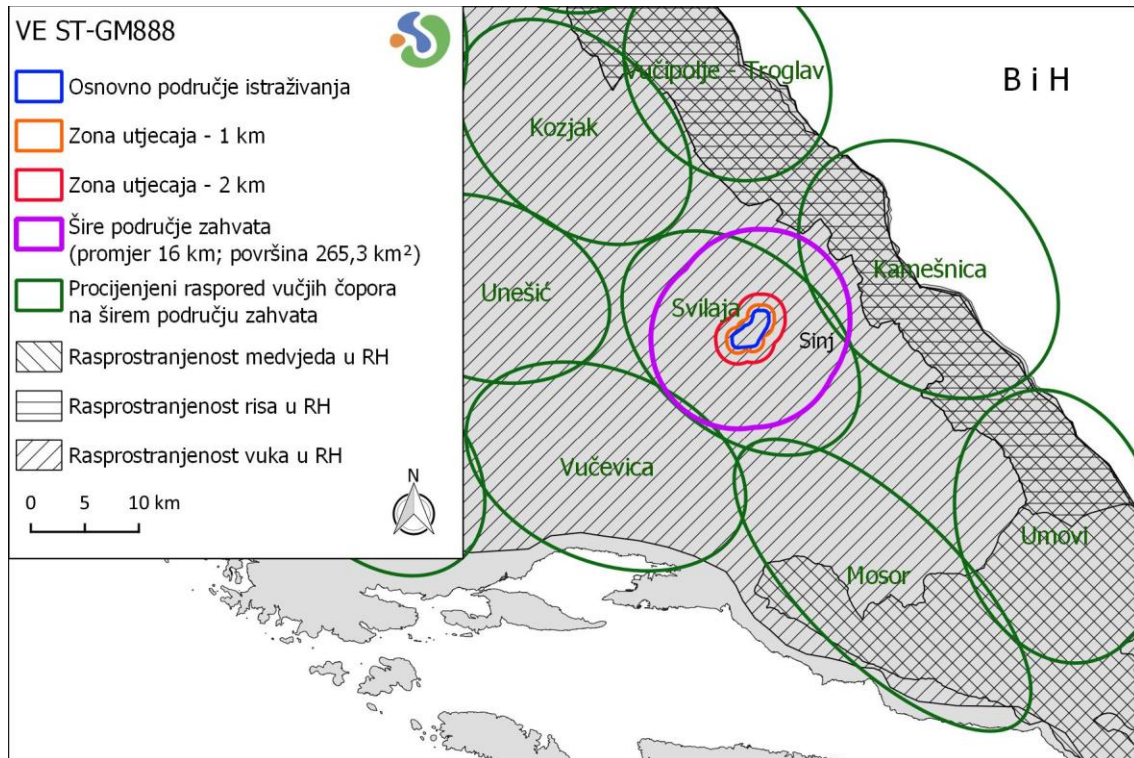 VE ST-GM888
Osnovno područje istraživanja
Zona utjecaja - 1 km
Zona utjecaja - 2 km
Šire područje zahvata
(promjer 16 km; površina 265,3 km²)
Procijenjeni raspored vučjih čopora
na širem području zahvata
Rasprostranjenost medvjeda u RH
Rasprostranjenost risa u RH
Rasprostranjenost vuka u RH
0 5 10 km
N
Vučipolje - Troglav
B i H
Kozjak
Kamešnica
Unešić
Svilaja
Sinj
Vučevica
Umovi
Mosor